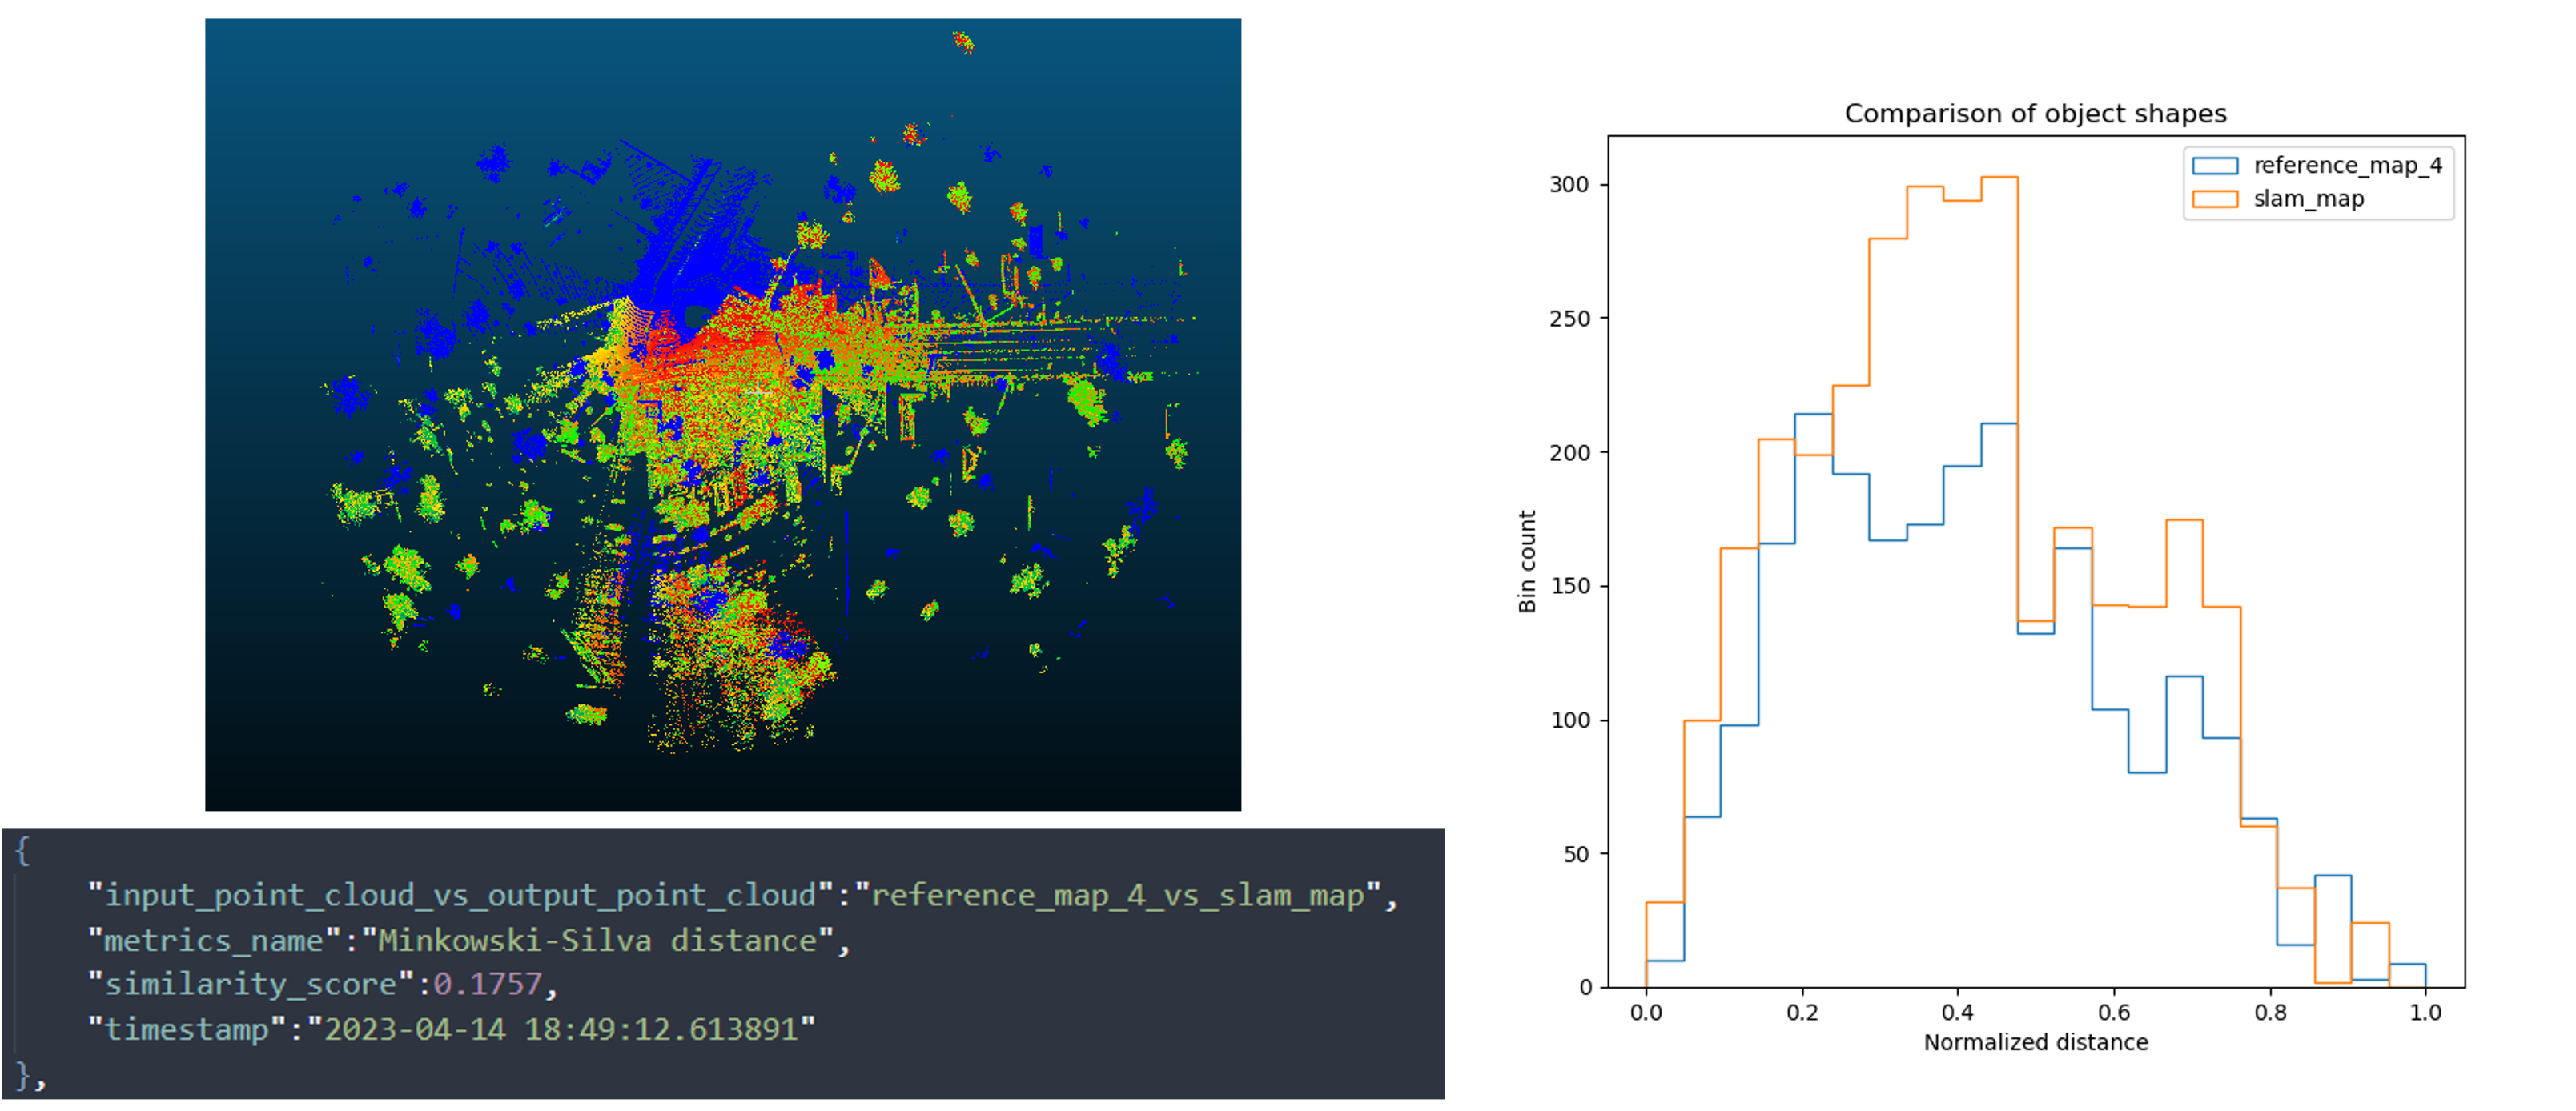 {
"input_point_cloud_vs_output_point_cloud":"reference_map_4_vs_slam_map",
"metrics_name":"Minkowski-Silva distance",
"similarity_score":0.1757,
"timestamp":"2023-04-14 18:49:12.613891"
},
Comparison of object shapes
reference_map_4
slam_map
Bin count
300
250
200
150
100
50
0
0.0 0.2 0.4 0.6 0.8 1.0
Normalized distance